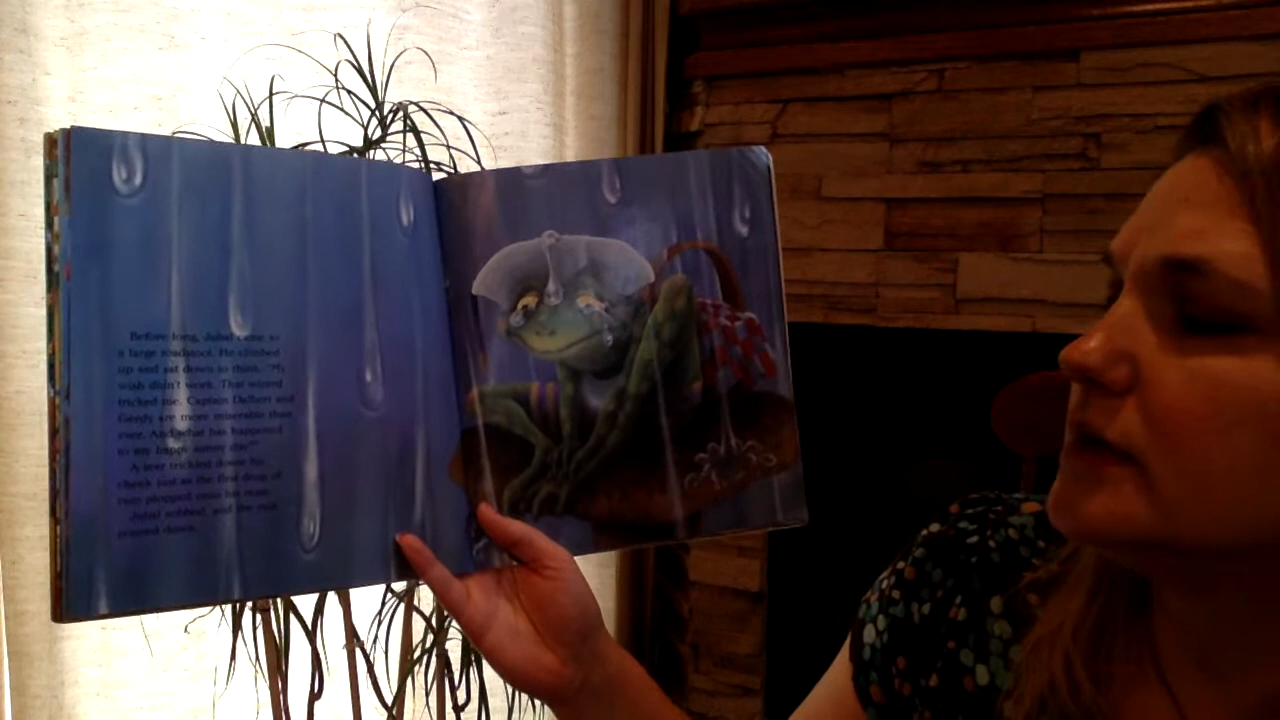 Before long, Jubal came to
a large toadstool. He climbed
up and sat down to think. "My
wish didn't work. That wizard
tricked me. Captain Dalbert and
Gerdy are more miserable than
ever. And what has happened
to my happy sunny day?"
A tear trickled down his
cheek just as the first drop of
rain plopped onto his
Jubal sobbed, and the rain
poured down.